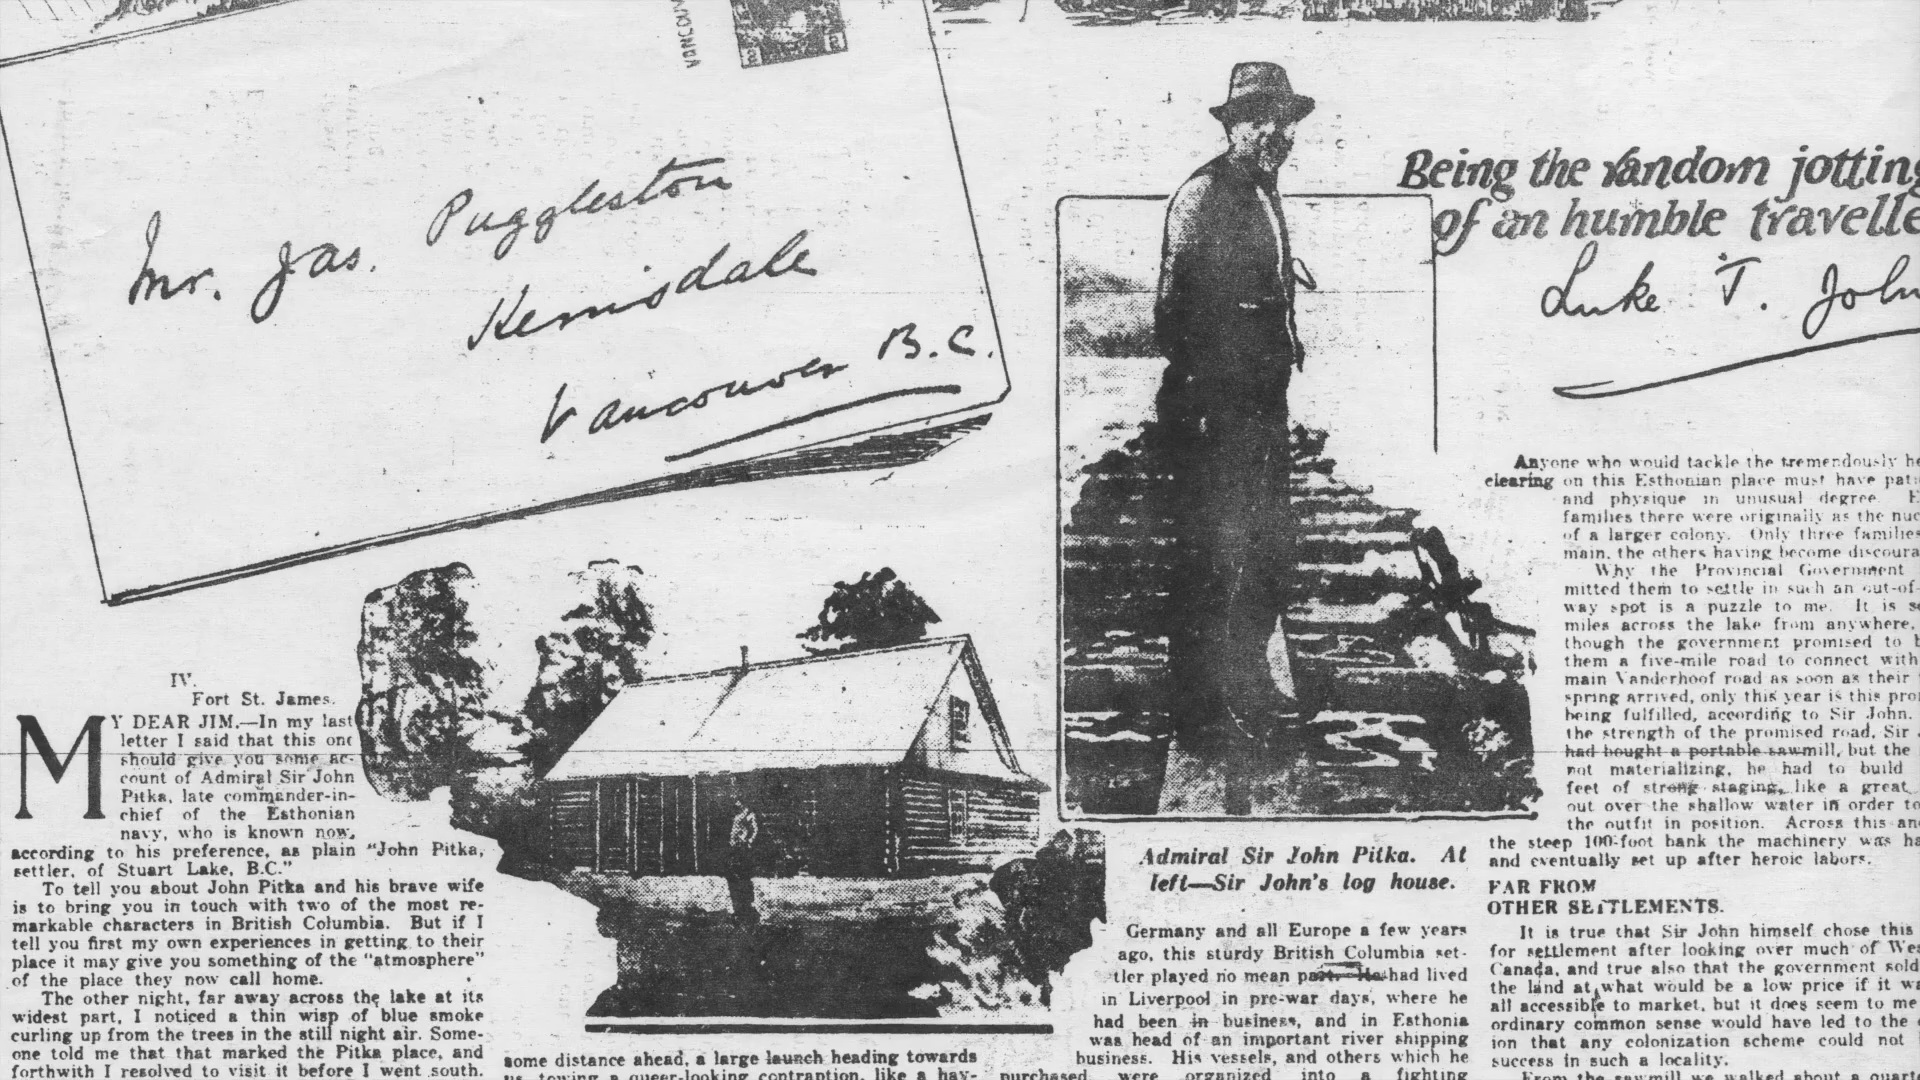 VANCOUV
2
2
Mr. Jas. Puggleston
Kerrisdale
Vancouver B.C.
Being the random jotting
of an humble travelle
Luke T. John
IV.
Fort St. James.
MY DEAR JIM.—In my last
letter I said that this one
should give you some ac-
count of Admiral Sir John
Pitka, late commander-in-
chief of the Esthonian
navy, who is known now,
according to his preference, as plain "John Pitka,
settler, of Stuart Lake, B.C."
To tell you about John Pitka and his brave wife
is to bring you in touch with two of the most re-
markable characters in British Columbia. But if I
tell you first my own experiences in getting to their
place it may give you something of the "atmosphere"
of the place they now call home.
The other night, far away across the lake at its
widest part, I noticed a thin wisp of blue smoke
curling up from the trees in the still night air. Some-
one told me that that marked the Pitka place, and
forthwith I resolved to visit it before I went south.
some distance ahead, a large launch heading towards
us, towing a queer-looking contraption, like a hay-
Admiral Sir John Pitka. At
left—Sir John's log house.
Germany and all Europe a few years
ago, this sturdy British Columbia set-
tler played no mean part. He had lived
in Liverpool in pre-war days, where he
had been in business, and in Esthonia
was head of an important river shipping
business. His vessels, and others which he
purchased were organized into a fighting
Anyone who would tackle the tremendously he
clearing on this Esthonian place must have pati
and physique in unusual degree. E
families there were originally as the nuc
of a larger colony. Only three families
main, the others having become discoura
Why the Provincial Government
mitted them to settle in such an out-of-
way spot is a puzzle to me. It is se
miles across the lake from anywhere,
though the government promised to b
them a five-mile road to connect with
main Vanderhoof road as soon as their
spring arrived, only this year is this pro
being fulfilled, according to Sir John.
the strength of the promised road, Sir J
had bought a portable sawmill, but the
not materializing, he had to build
feet of strong staging, like a great
out over the shallow water in order to
the outfit in position. Across this an
the steep 100-foot bank the machinery was ha
and eventually set up after heroic labors.
FAR FROM
OTHER SETTLEMENTS.
It is true that Sir John himself chose this
for settlement after looking over much of Wes
Canada, and true also that the government sold
the land at what would be a low price if it wa
all accessible to market, but it does seem to me
ordinary common sense would have led to the
ion that any colonization scheme could not
success in such a locality.
From the sawmill we walked about a quarte